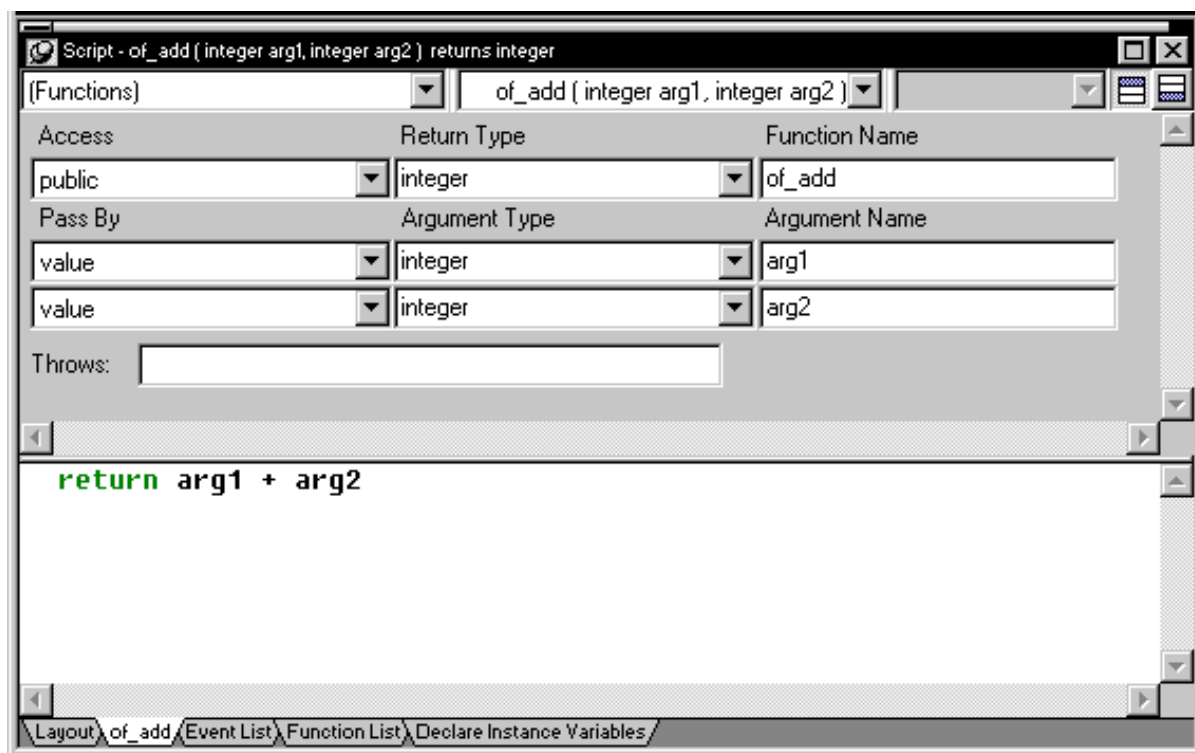 Script - of_add ( integer arg1, integer arg2 ) returns integer
(Functions) of_add ( integer arg1, integer arg2 )
Access Return Type Function Name
public integer of_add
Pass By Argument Type Argument Name
value integer arg1
value integer arg2
Throws:
return arg1 + arg2
Layout of_add Event List Function List Declare Instance Variables